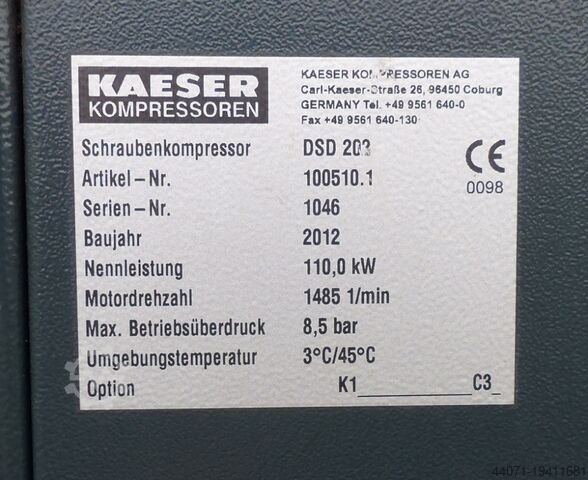 KAESER
KOMPRESSOREN
KAESER KOMPRESSOREN AG
Carl-Kaeser-Straße 26, 96450 Coburg
GERMANY Tel. +49 9561 640-0
Fax +49 9561 640-130
Schraubenkompressor DSD 202
Artikel-Nr. 100510.1
CE
0098
Serien-Nr. 1046
Baujahr 2012
Nennleistung 110,0 kW
Motordrehzahl 1485 1/min
Max. Betriebsüberdruck 8,5 bar
Umgebungstemperatur 3°C/45°C
Option K1__________C3_
44071-19411681